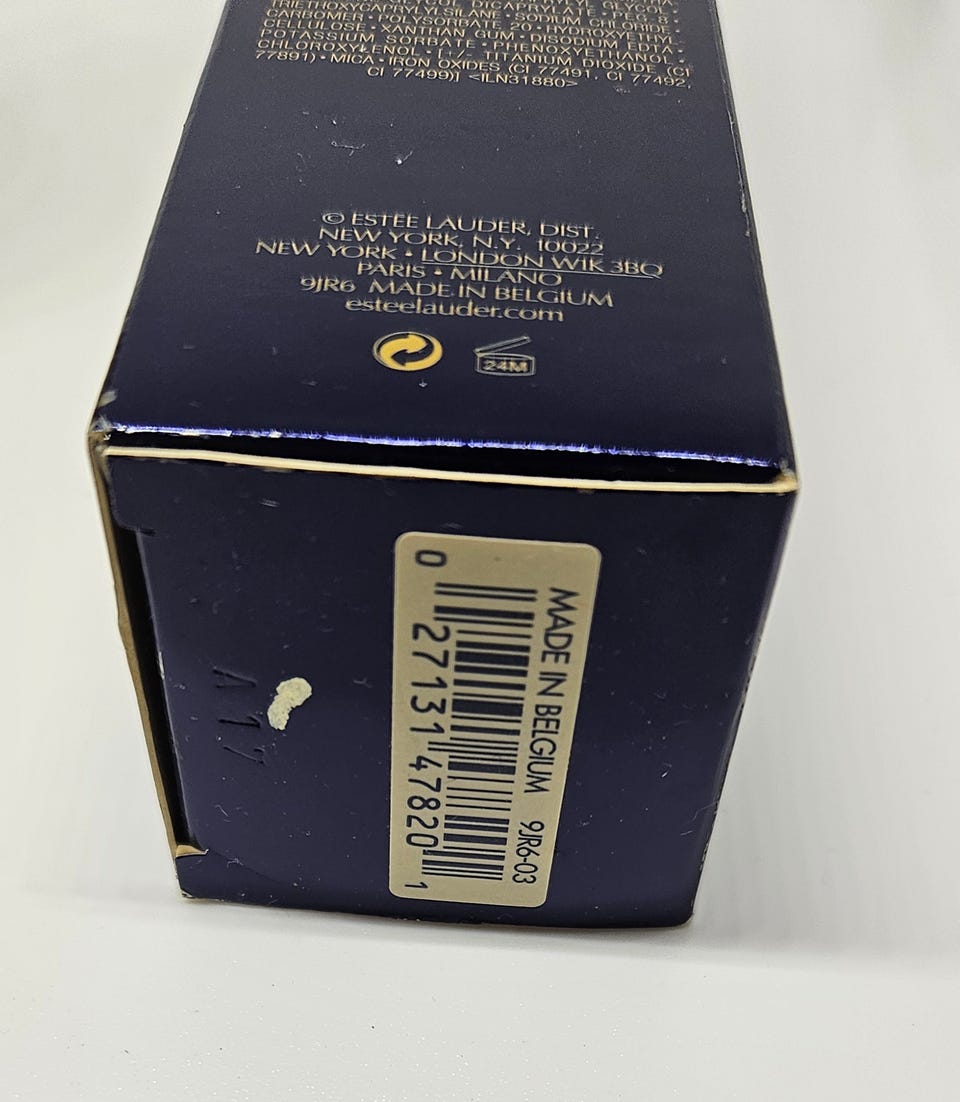 TRIETHOXYCAPRYLYLSILANE • SODIUM CHLORIDE •
CARBOMER • POLYSORBATE 20 • HYDROXYETHYL
CELLULOSE • XANTHAN GUM • DISODIUM EDTA •
POTASSIUM SORBATE • PHENOXYETHANOL •
CHLOROXYLENOL • [+/- TITANIUM DIOXIDE (CI
77891) • MICA • IRON OXIDES (CI 77491, CI 77492,
CI 77499)] <ILN31880>
© ESTEE LAUDER, DIST.
NEW YORK, N.Y. 10022
NEW YORK • LONDON W1K 3BQ
PARIS • MILANO
9JR6 MADE IN BELGIUM
esteelauder.com
24M
MADE IN BELGIUM 9JR6-03
0 27131 47820 1
A17